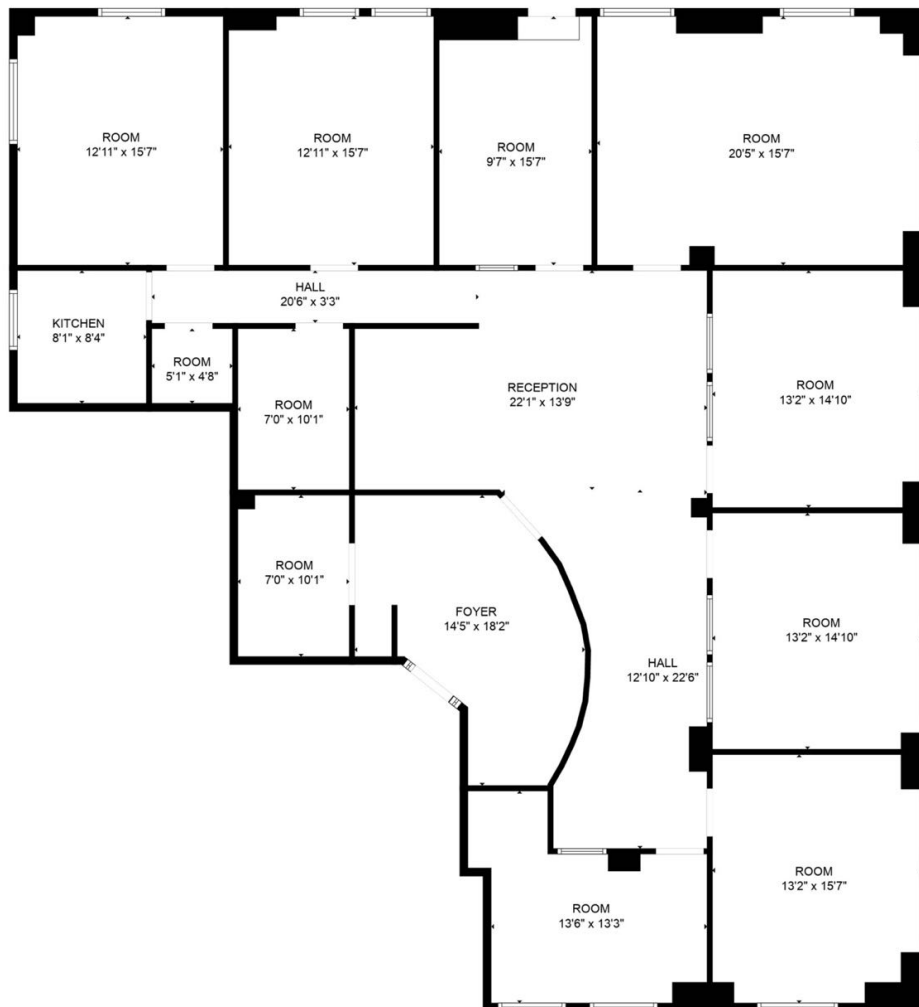 ROOM
12'11" x 15'7"
ROOM
12'11" x 15'7"
ROOM
9'7" x 15'7"
ROOM
20'5" x 15'7"
HALL
20'6" x 3'3"
KITCHEN
8'1" x 8'4"
ROOM
5'1" x 4'8"
ROOM
7'0" x 10'1"
RECEPTION
22'1" x 13'9"
ROOM
13'2" x 14'10"
ROOM
7'0" x 10'1"
FOYER
14'5" x 18'2"
HALL
12'10" x 22'6"
ROOM
13'2" x 14'10"
ROOM
13'6" x 13'3"
ROOM
13'2" x 15'7"